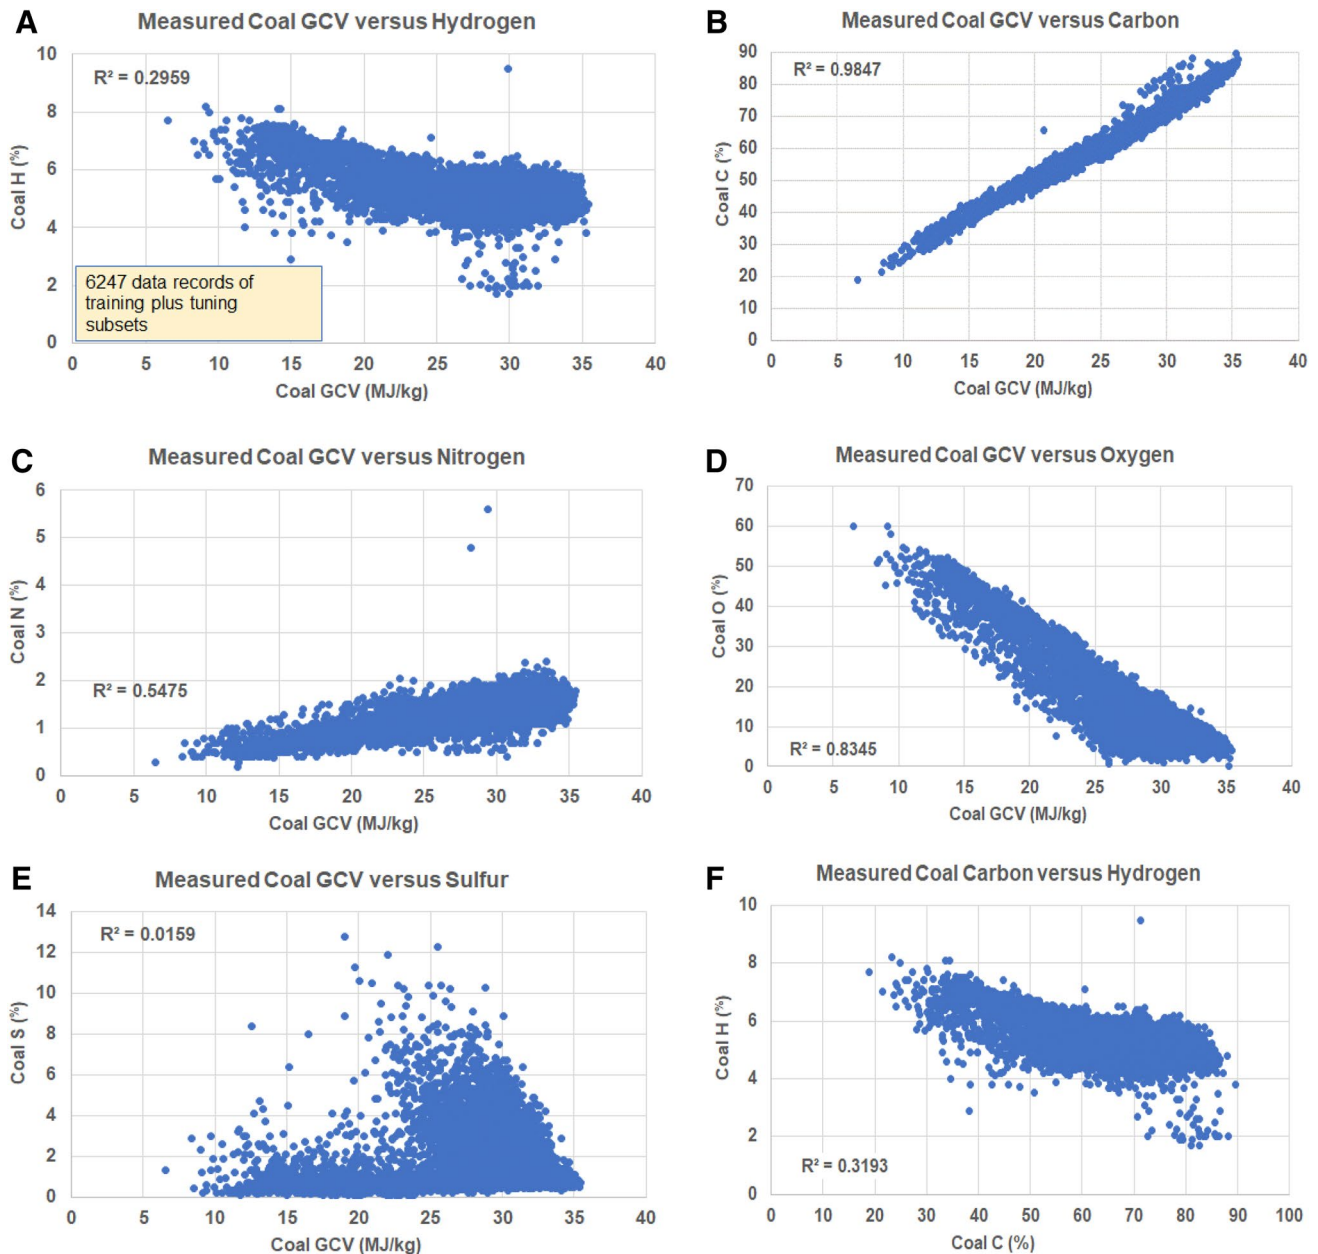 A
Measured Coal GCV versus Hydrogen
10
8
6
4
2
0
R² = 0.2959
Coal H (%)
6247 data records of
training plus tuning
subsets
0 5 10 15 20 25 30 35 40
Coal GCV (MJ/kg)
B
Measured Coal GCV versus Carbon
90
80
70
60
50
40
30
20
10
0
R² = 0.9847
Coal C (%)
0 5 10 15 20 25 30 35 40
Coal GCV (MJ/kg)
C
Measured Coal GCV versus Nitrogen
6
5
4
3
2
1
0
Coal N (%)
R² = 0.5475
0 5 10 15 20 25 30 35 40
Coal GCV (MJ/kg)
D
Measured Coal GCV versus Oxygen
70
60
50
40
30
20
10
0
Coal O (%)
R² = 0.8345
0 5 10 15 20 25 30 35 40
Coal GCV (MJ/kg)
E
Measured Coal GCV versus Sulfur
14
12
10
8
6
4
2
0
R² = 0.0159
Coal S (%)
0 5 10 15 20 25 30 35 40
Coal GCV (MJ/kg)
F
Measured Coal Carbon versus Hydrogen
10
8
6
4
2
0
Coal H (%)
R² = 0.3193
0 10 20 30 40 50 60 70 80 90 100
Coal C (%)